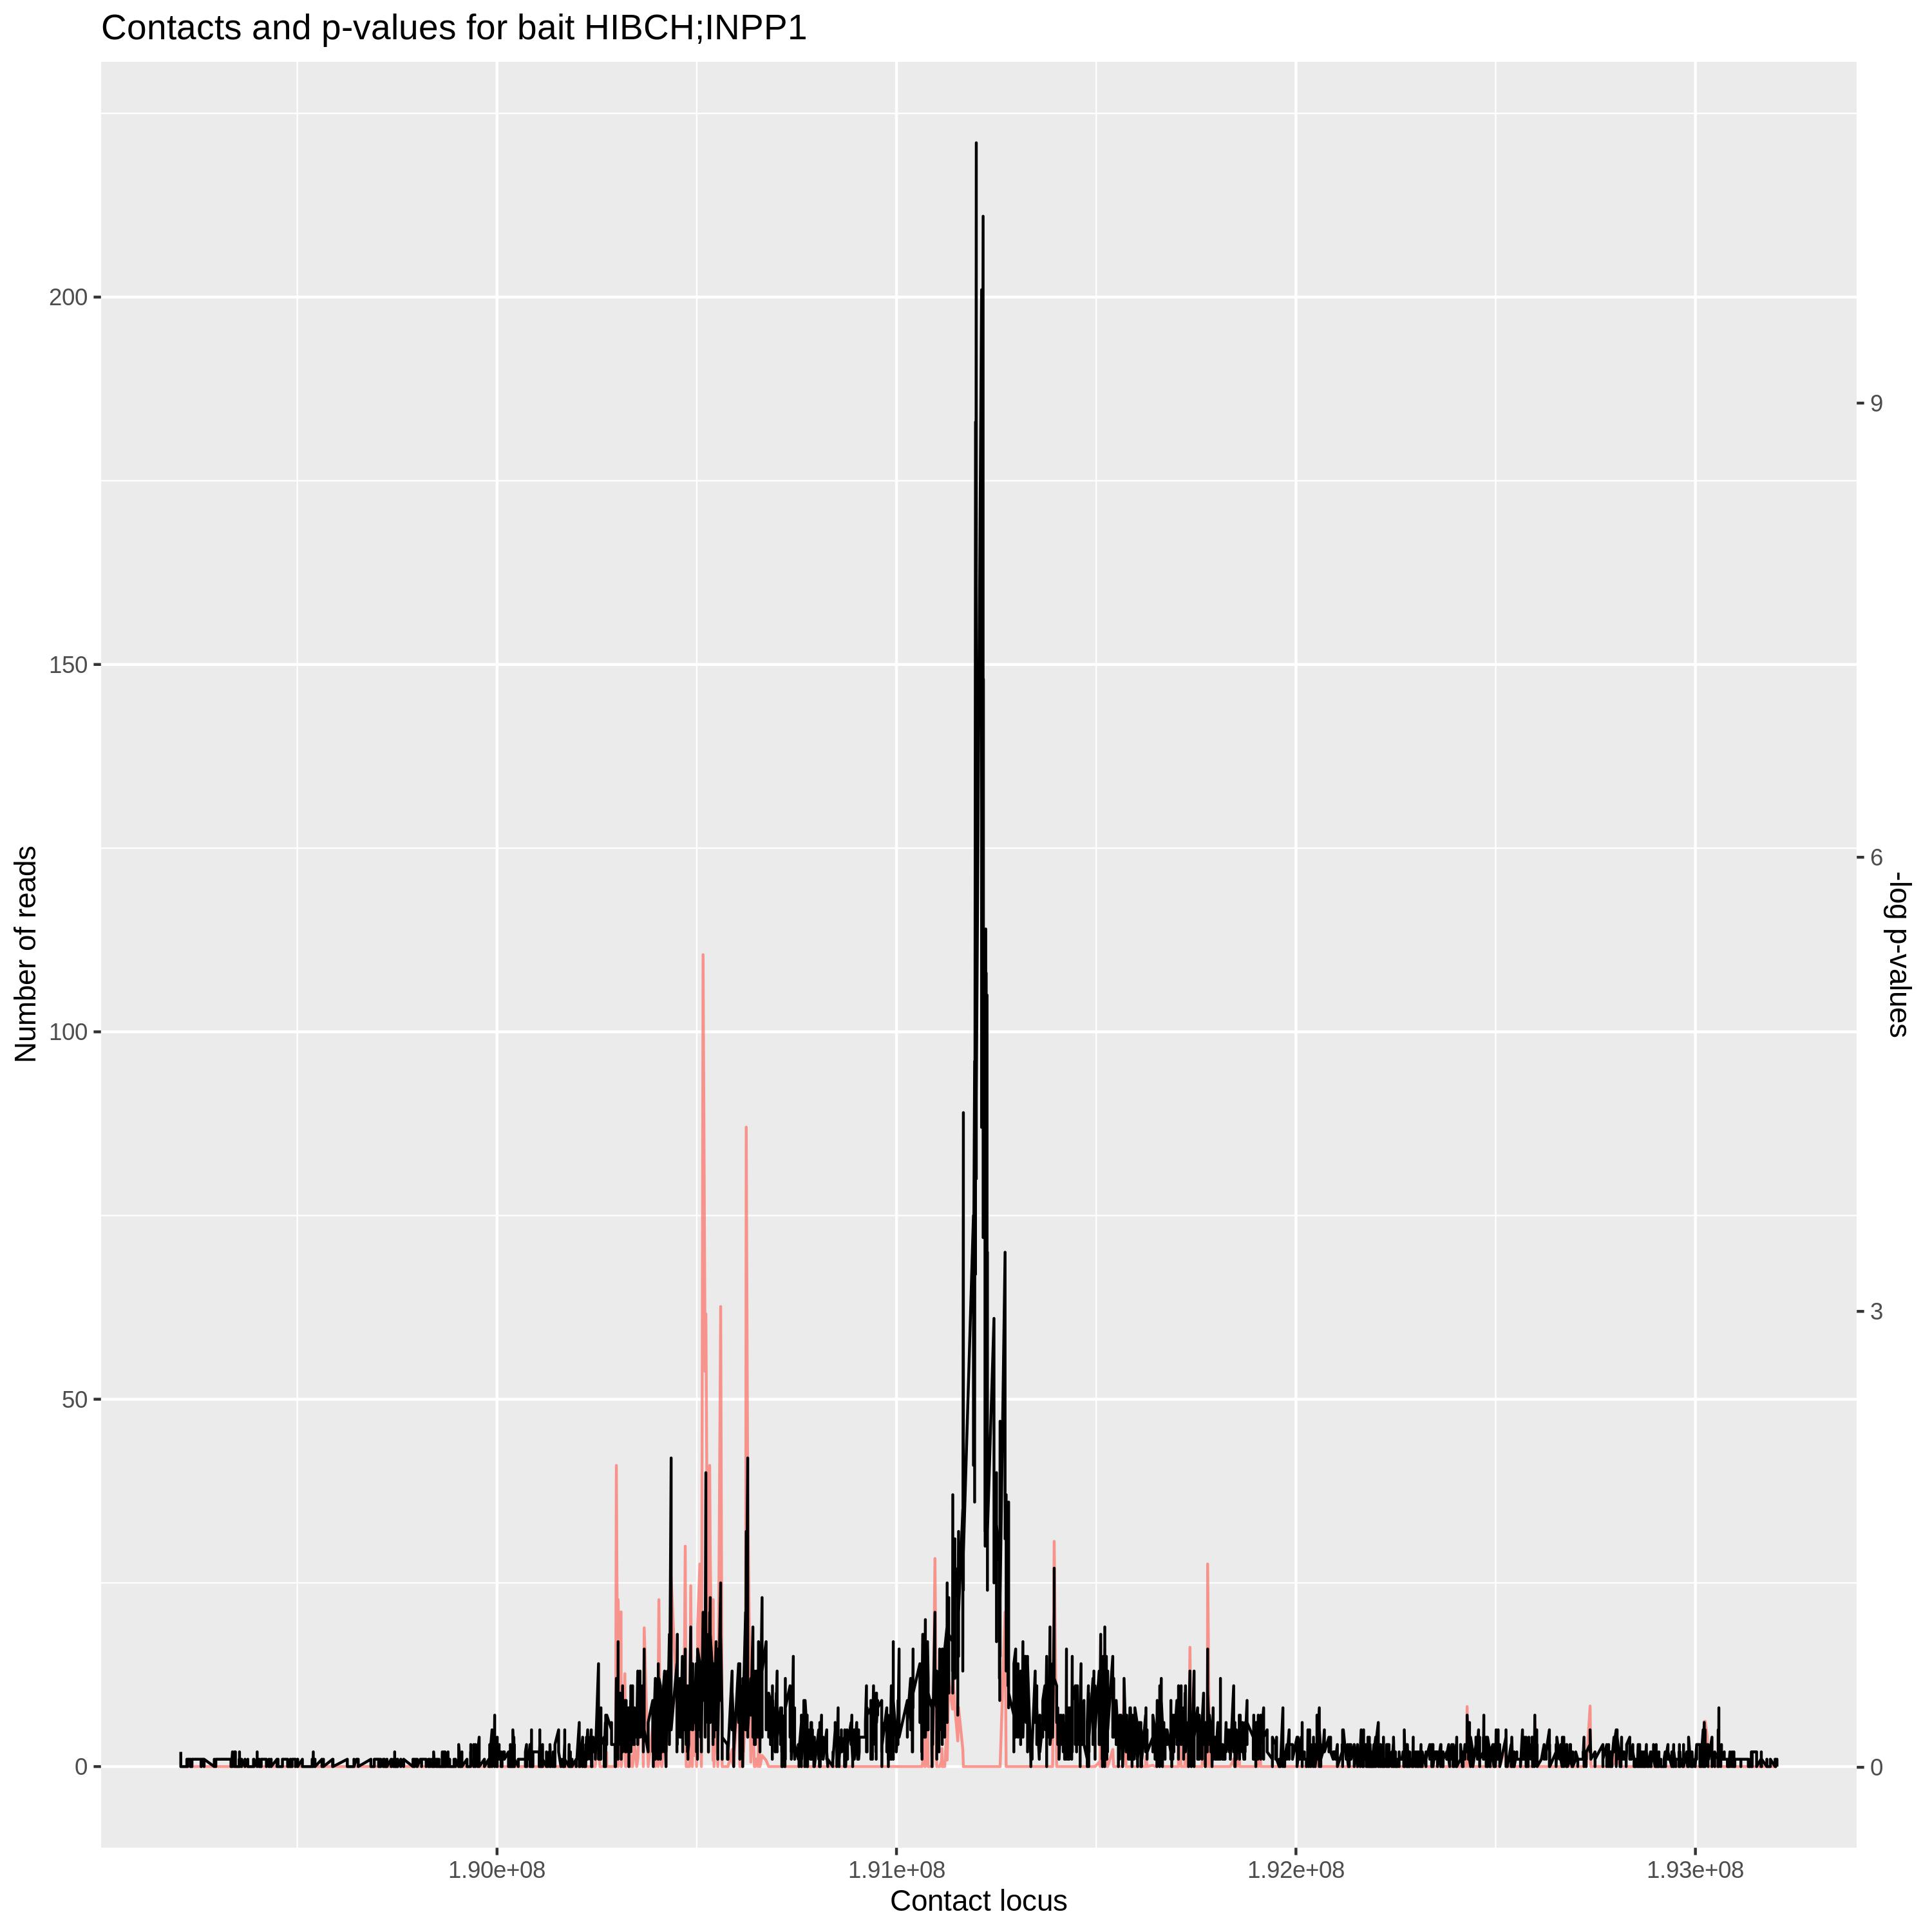 Contacts and p-values for bait HIBCH;INPP1
200
150
100
50
0
Number of reads
9
6
3
0
-log p-values
1.90e+08
1.91e+08
1.92e+08
1.93e+08
Contact locus